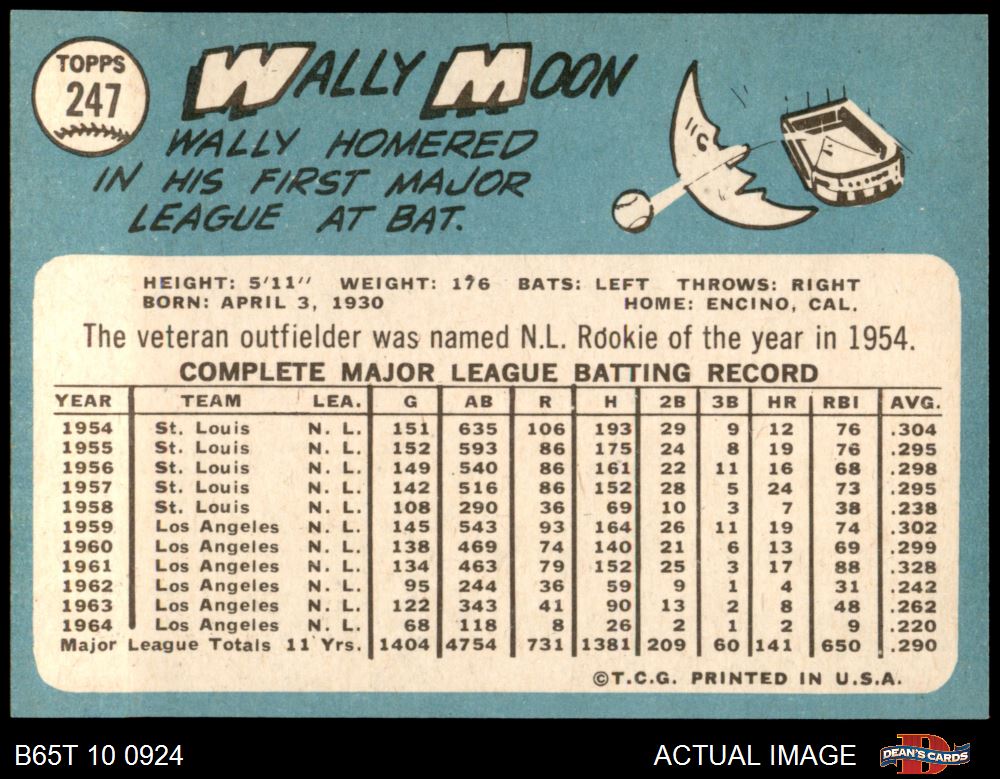 TOPPS
247
WALLY MOON
WALLY HOMERED
IN HIS FIRST MAJOR
LEAGUE AT BAT.
HEIGHT: 5'11" WEIGHT: 176 BATS: LEFT THROWS: RIGHT
BORN: APRIL 3, 1930 HOME: ENCINO, CAL.
The veteran outfielder was named N.L. Rookie of the year in 1954.
COMPLETE MAJOR LEAGUE BATTING RECORD
YEAR TEAM LEA. G AB R H 2B 3B HR RBI AVG.
1954 St. Louis N. L. 151 635 106 193 29 9 12 76 .304
1955 St. Louis N. L. 152 593 86 175 24 8 19 76 .295
1956 St. Louis N. L. 149 540 86 161 22 11 16 68 .298
1957 St. Louis N. L. 142 516 86 152 28 5 24 73 .295
1958 St. Louis N. L. 108 290 36 69 10 3 7 38 .238
1959 Los Angeles N. L. 145 543 93 164 26 11 19 74 .302
1960 Los Angeles N. L. 138 469 74 140 21 6 13 69 .299
1961 Los Angeles N. L. 134 463 79 152 25 3 17 88 .328
1962 Los Angeles N. L. 95 244 36 59 9 1 4 31 .242
1963 Los Angeles N. L. 122 343 41 90 13 2 8 48 .262
1964 Los Angeles N. L. 68 118 8 26 2 1 2 9 .220
Major League Totals 11 Yrs. 1404 4754 731 1381 209 60 141 650 .290
©T.C.G. PRINTED IN U.S.A.
B65T 10 0924 ACTUAL IMAGE DEAN'S CARDS